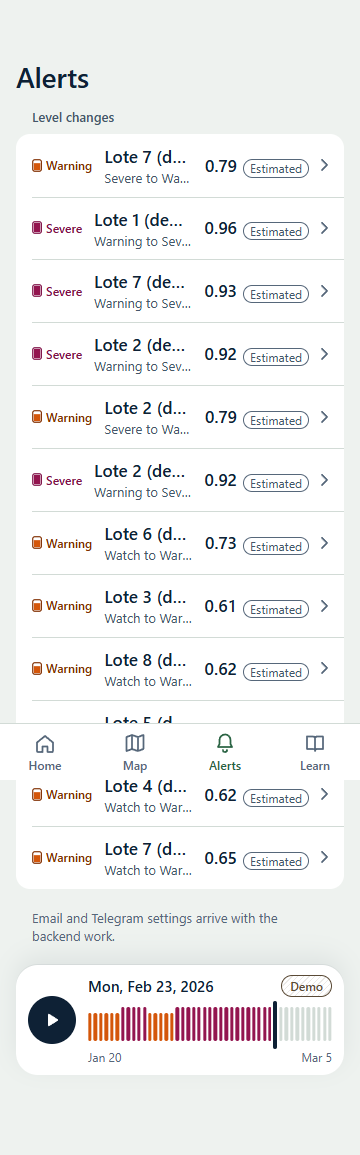 Alerts
Level changes
Warning Lote 7 (d... 0.79 Estimated
Severe to Wa...
Severe Lote 1 (de... 0.96 Estimated
Warning to Sev...
Severe Lote 7 (de... 0.93 Estimated
Warning to Sev...
Severe Lote 2 (de... 0.92 Estimated
Warning to Sev...
Warning Lote 2 (d... 0.79 Estimated
Severe to Wa...
Severe Lote 2 (de... 0.92 Estimated
Warning to Sev...
Warning Lote 6 (d... 0.73 Estimated
Watch to War...
Warning Lote 3 (d... 0.61 Estimated
Watch to War...
Warning Lote 8 (d... 0.62 Estimated
Watch to War...
Lote 5 (d...
Home Map Alerts Learn
Warning Lote 4 (d... 0.62 Estimated
Watch to War...
Warning Lote 7 (d... 0.65 Estimated
Watch to War...
Email and Telegram settings arrive with the
backend work.
Mon, Feb 23, 2026 Demo
Jan 20 Mar 5